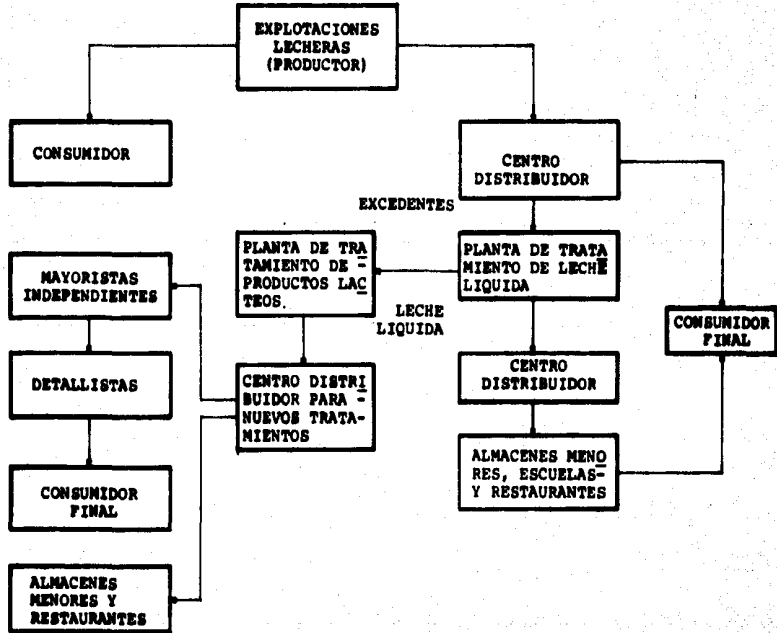 EXPLOTACIONES
LECHERAS
(PRODUCTOR)
CONSUMIDOR
CENTRO
DISTRIBUIDOR
EXCEDENTES
PLANTA DE TRA
TAMIENTO DE =
PRODUCTOS LAC
TEOS.
PLANTA DE TRATA
MIENTO DE LECHE
LIQUIDA
MAYORISTAS
INDEPENDIENTES
LECHE
LIQUIDA
CONSUMIDOR
FINAL
DETALLISTAS
CENTRO DISTRI
BUIDOR PARA =
NUEVOS TRATA-
MIENTOS
CENTRO
DISTRIBUIDOR
ALMACENES MENO
RES, ESCUELAS-
Y RESTAURANTES
CONSUMIDOR
FINAL
ALMACENES
MENORES Y
RESTAURANTES